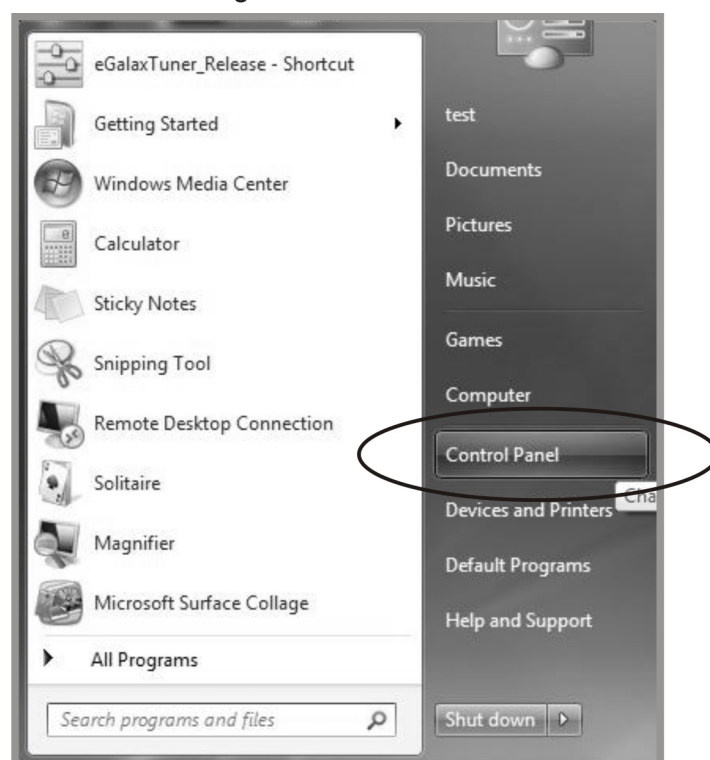 eGalaxTuner_Release - Shortcut
Getting Started
Windows Media Center
Calculator
Sticky Notes
Snipping Tool
Remote Desktop Connection
Solitaire
Magnifier
Microsoft Surface Collage
All Programs
Search programs and files
test
Documents
Pictures
Music
Games
Computer
Control Panel
Devices and Printers
Default Programs
Help and Support
Shut down